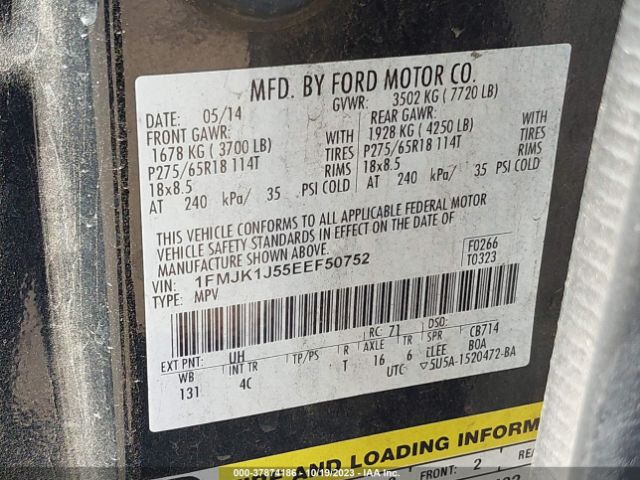 MFD. BY FORD MOTOR CO.
DATE: 05/14 GVWR: 3502 KG ( 7720 LB)
FRONT GAWR: REAR GAWR:
1678 KG ( 3700 LB) WITH 1928 KG ( 4250 LB) WITH
P275/65R18 114T TIRES P275/65R18 114T TIRES
18x8.5 RIMS 18x8.5 RIMS
AT 240 kPa/ 35 PSI COLD AT 240 kPa/ 35 PSI COLD
THIS VEHICLE CONFORMS TO ALL APPLICABLE FEDERAL MOTOR
VEHICLE SAFETY STANDARDS IN EFFECT ON THE DATE OF
MANUFACTURE SHOWN ABOVE.
VIN: 1FMJK1J55EEF50752 F0266
TYPE: MPV T0323
EXT PNT: UH RC: 71 DSO: CB714
WB INT TR TP/PS R AXLE TR SPR BOA
131 4C T 16 6
UTC ▽5U5A-1520472-BA
AND LOADING INFORM
FRONT: 2
000-37874186 - 10/19/2023 - IAA, Inc.